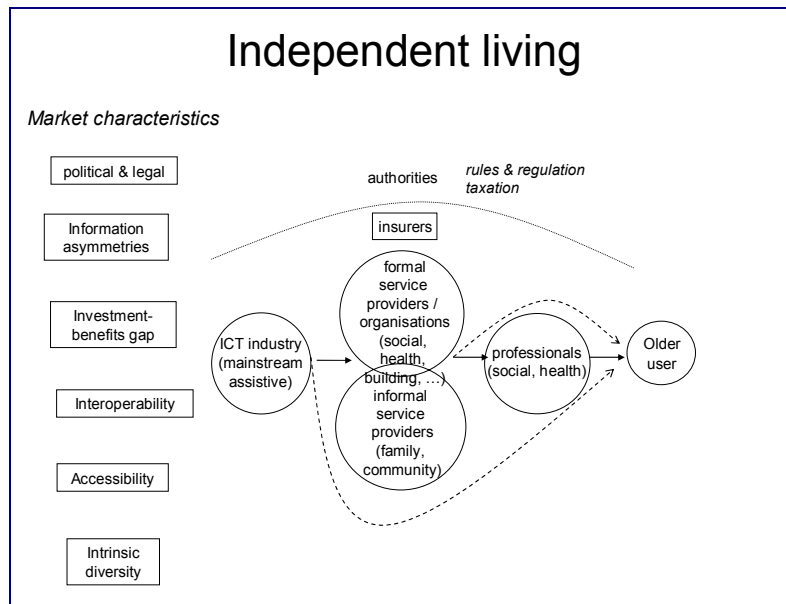 Independent living
Market characteristics
political & legal
Information
asymmetries
Investment-
benefits gap
Interoperability
Accessibility
Intrinsic
diversity
authorities
rules & regulation
taxation
insurers
ICT industry
(mainstream
assistive)
formal
service
providers /
organisations
(social,
health,
building, …)
informal
service
providers
(family,
community)
professionals
(social, health)
Older
user